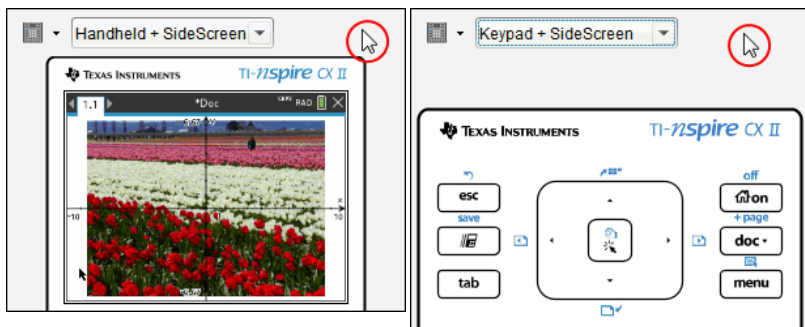 Handheld + SideScreen
TEXAS INSTRUMENTS TI-nspire CX II
1.1 *Doc RAD
-10 1 10
x
Keypad + SideScreen
TEXAS INSTRUMENTS TI-nspire CX II
off
esc on
save + page
doc
tab menu